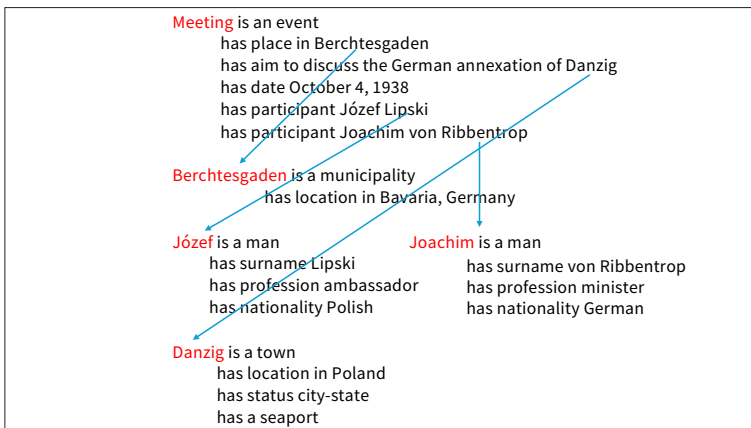 Meeting is an event
has place in Berchtesgaden
has aim to discuss the German annexation of Danzig
has date October 4, 1938
has participant Józef Lipski
has participant Joachim von Ribbentrop
Berchtesgaden is a municipality
has location in Bavaria, Germany
Józef is a man
has surname Lipski
has profession ambassador
has nationality Polish
Joachim is a man
has surname von Ribbentrop
has profession minister
has nationality German
Danzig is a town
has location in Poland
has status city-state
has a seaport